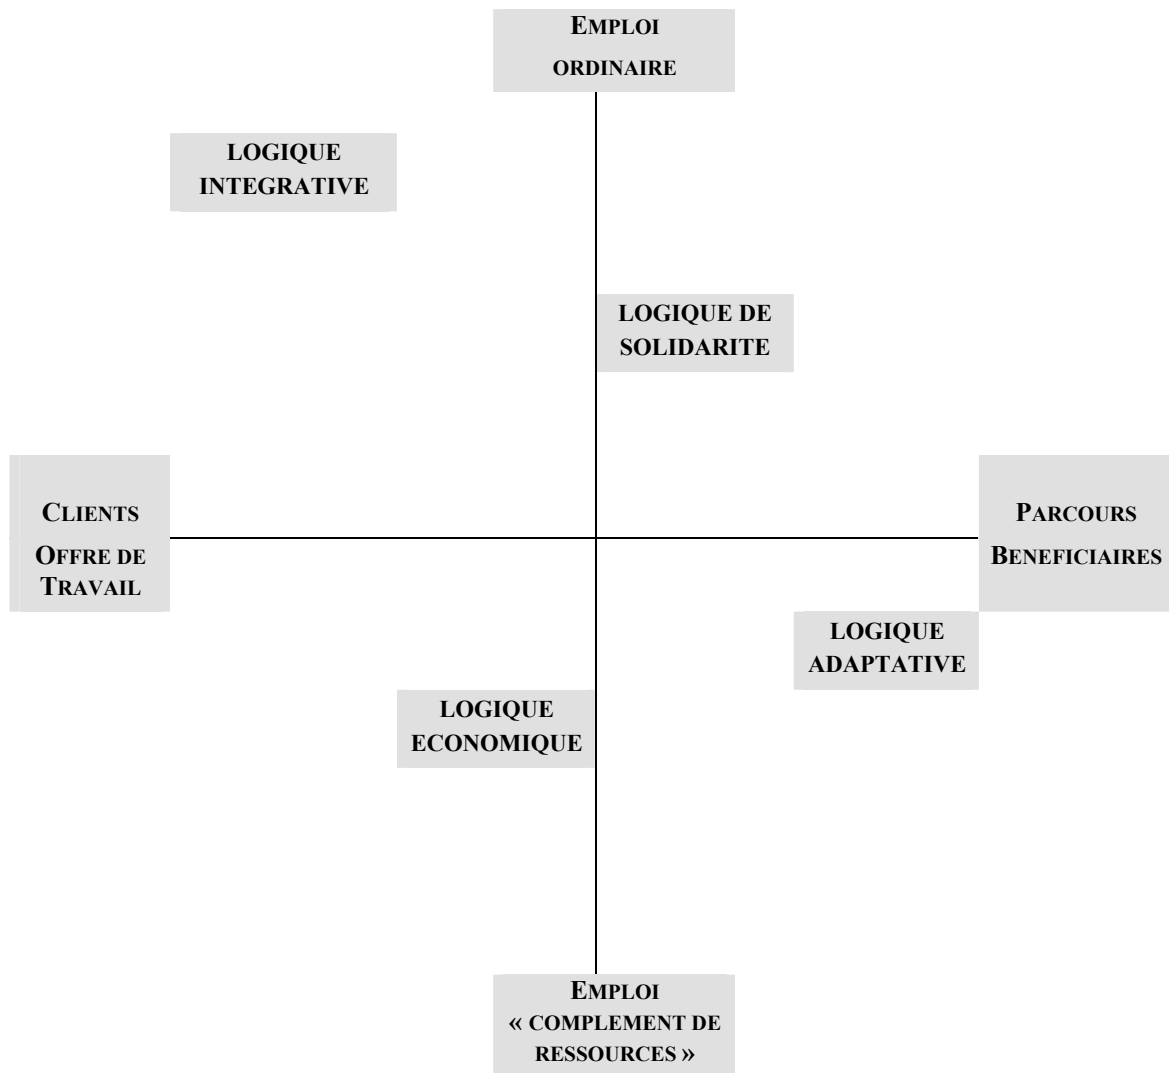 EMPLOI
ORDINAIRE
LOGIQUE
INTEGRATIVE
LOGIQUE DE
SOLIDARITE
CLIENTS
OFFRE DE
TRAVAIL
PARCOURS
BENEFICIAIRES
LOGIQUE
ADAPTATIVE
LOGIQUE
ECONOMIQUE
EMPLOI
« COMPLEMENT DE
RESSOURCES »